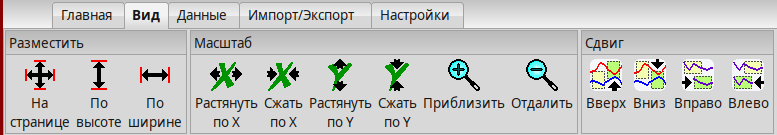 Главная Вид Данные Импорт/Экспорт Настройки
Разместить Масштаб Сдвиг
На странице По высоте По ширине Растянуть по X Сжать по X Растянуть по Y Сжать по Y Приблизить Отдалить Вверх Вниз Вправо Влево